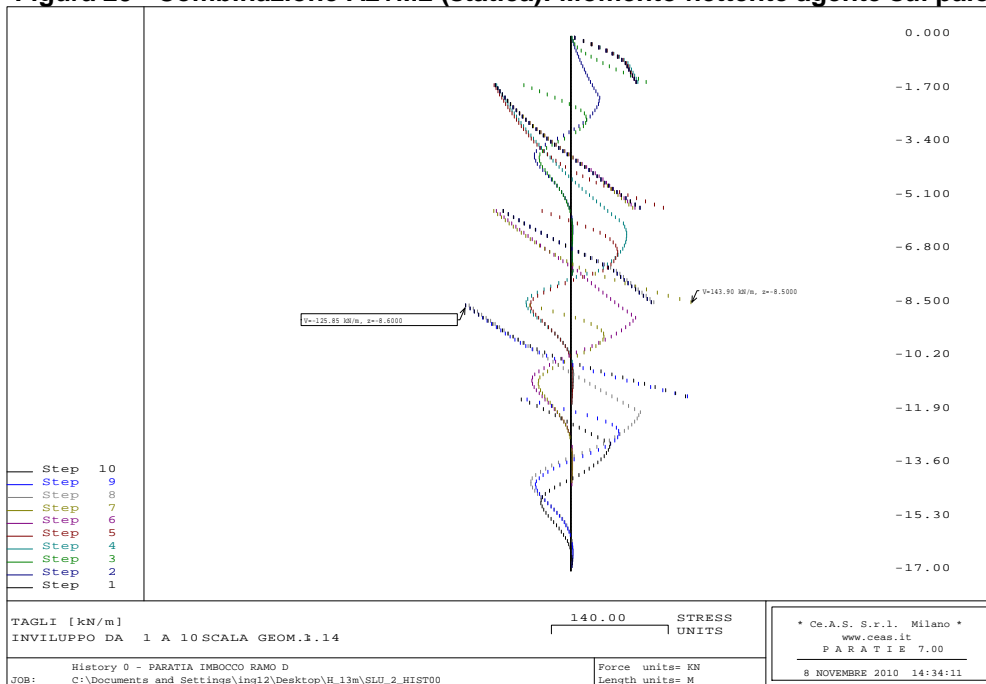 Figura 20 - Combinazione A2+M2 (statica): Momento flettente agente sui pali
0.000
-1.700
-3.400
-5.100
-6.800
V=143.90 kN/m, z=-8.5000
-8.500
V=-125.85 kN/m, z=-8.6000
-10.20
-11.90
-13.60
-15.30
-17.00
Step 10
Step 9
Step 8
Step 7
Step 6
Step 5
Step 4
Step 3
Step 2
Step 1
TAGLI [kN/m]
INVILUPPO DA 1 A 10 SCALA GEOM.1.14
140.00 STRESS UNITS
* Ce.A.S. S.r.l. Milano *
www.ceas.it
P A R A T I E 7.00
8 NOVEMBRE 2010 14:34:11
History 0 - PARATIA IMBOCCO RAMO D
JOB: C:\Documents and Settings\ing12\Desktop\H_13m\SLU_2_HIST00
Force units= KN
Length units= M